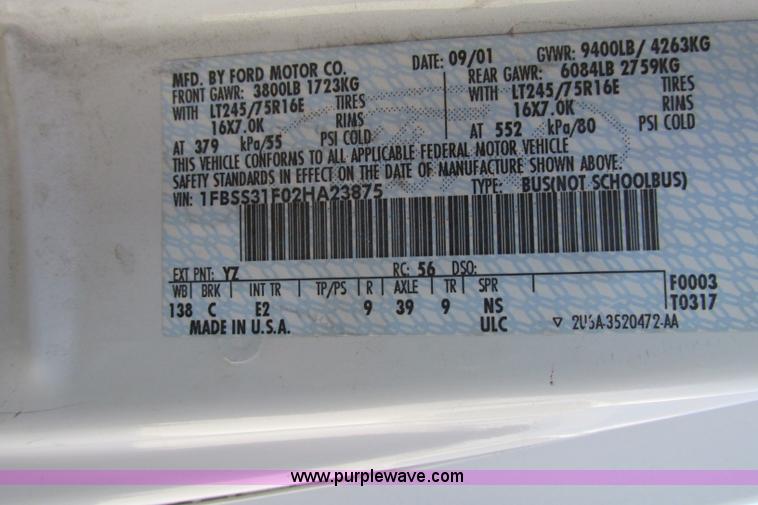 MFD. BY FORD MOTOR CO. DATE: 09/01 GVWR: 9400LB/ 4263KG
FRONT GAWR: 3800LB 1723KG REAR GAWR: 6084LB 2759KG
WITH LT245/75R16E TIRES WITH LT245/75R16E TIRES
16X7.0K RIMS 16X7.0K RIMS
AT 379 kPa/55 PSI COLD AT 552 kPa/80 PSI COLD
THIS VEHICLE CONFORMS TO ALL APPLICABLE FEDERAL MOTOR VEHICLE
SAFETY STANDARDS IN EFFECT ON THE DATE OF MANUFACTURE SHOWN ABOVE.
VIN: 1FBSS31F02HA23875 TYPE: BUS(NOT SCHOOLBUS)
EXT PNT: YZ RC: 56 DSO:
WB BRK INT TR TP/PS R AXLE TR SPR F0003
138 C E2 9 39 9 NS T0317
MADE IN U.S.A. ULC ▽ 2U5A-3520472-AA
www.purplewave.com